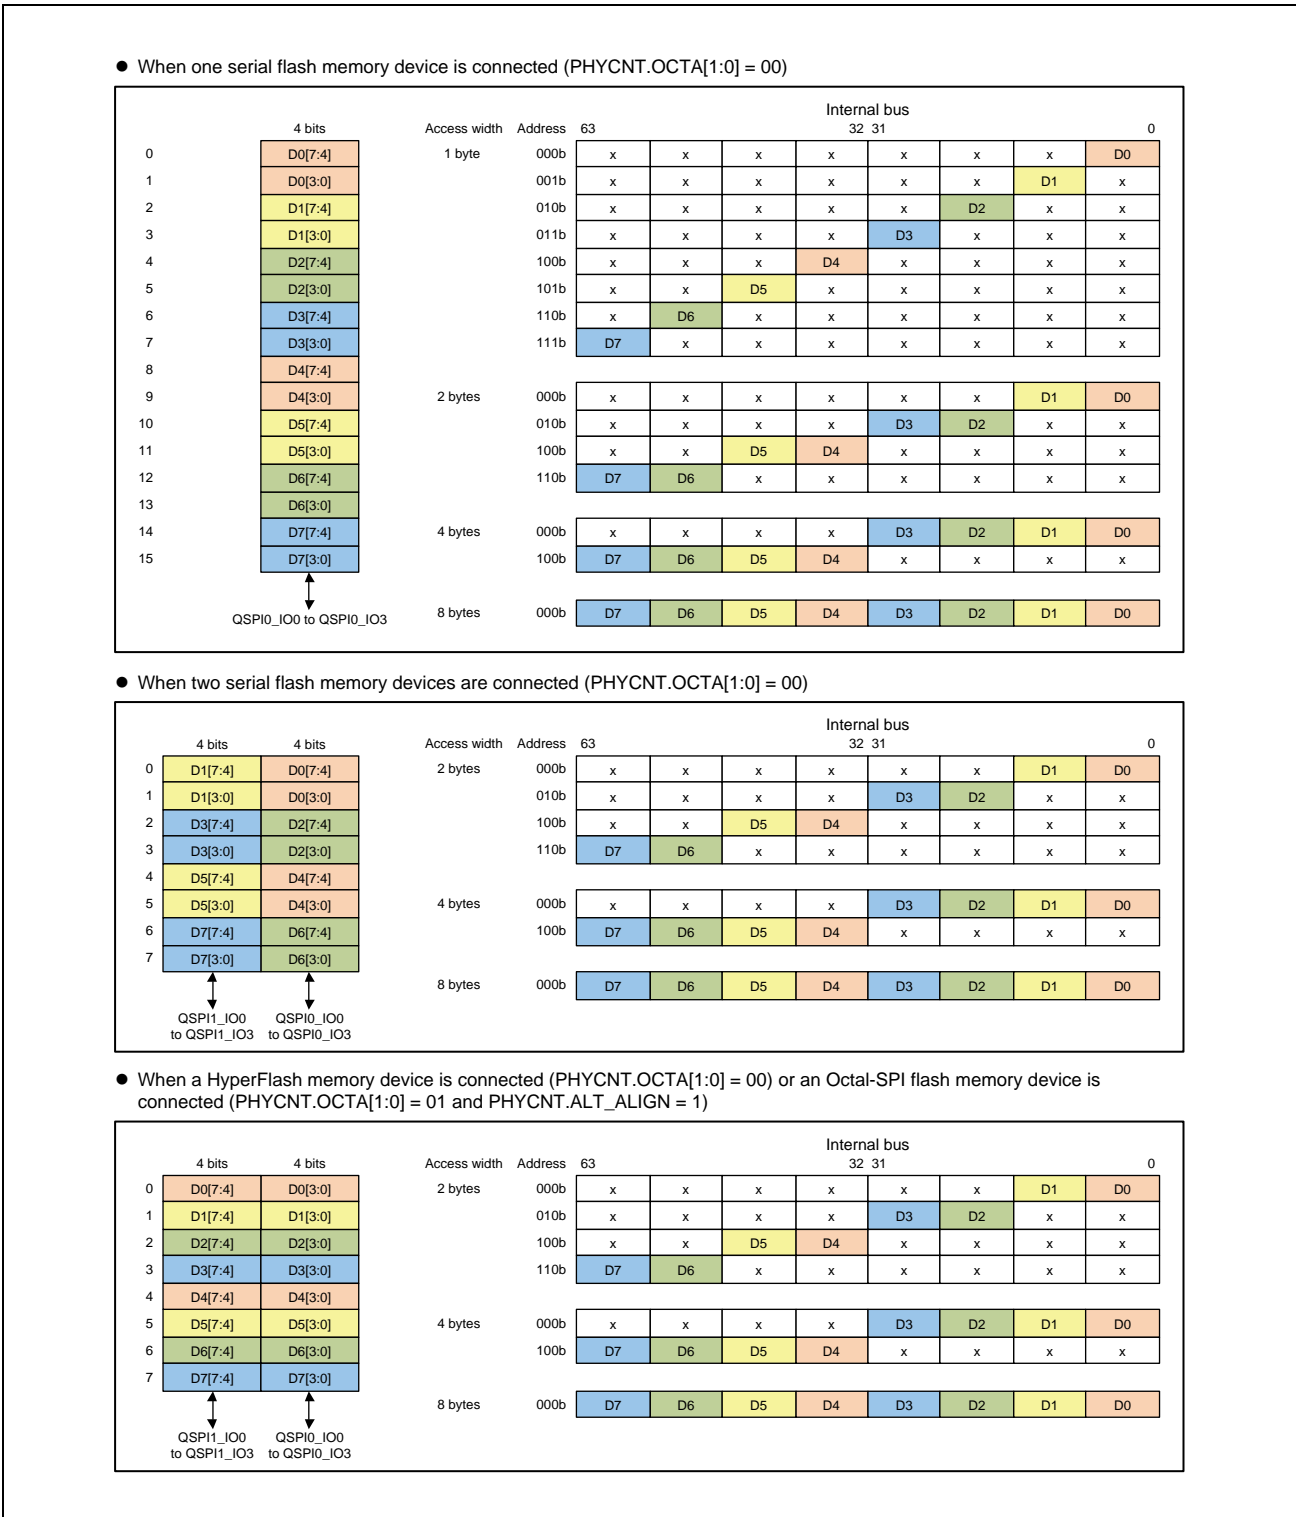 ● When one serial flash memory device is connected (PHYCNT.OCTA[1:0] = 00)
Internal bus
4 bits Access width Address 63 32 31 0
0 D0[7:4] 1 byte 000b x x x x x x x D0
1 D0[3:0] 001b x x x x x x D1 x
2 D1[7:4] 010b x x x x x D2 x x
3 D1[3:0] 011b x x x x D3 x x x
4 D2[7:4] 100b x x x D4 x x x x
5 D2[3:0] 101b x x D5 x x x x x
6 D3[7:4] 110b x D6 x x x x x x
7 D3[3:0] 111b D7 x x x x x x x
8 D4[7:4]
9 D4[3:0] 2 bytes 000b x x x x x x D1 D0
10 D5[7:4] 010b x x x x D3 D2 x x
11 D5[3:0] 100b x x D5 D4 x x x x
12 D6[7:4] 110b D7 D6 x x x x x x
13 D6[3:0]
14 D7[7:4] 4 bytes 000b x x x x D3 D2 D1 D0
15 D7[3:0] 100b D7 D6 D5 D4 x x x x
QSPI0_IO0 to QSPI0_IO3 8 bytes 000b D7 D6 D5 D4 D3 D2 D1 D0
● When two serial flash memory devices are connected (PHYCNT.OCTA[1:0] = 00)
Internal bus
4 bits 4 bits Access width Address 63 32 31 0
0 D1[7:4] D0[7:4] 2 bytes 000b x x x x x x D1 D0
1 D1[3:0] D0[3:0] 010b x x x x D3 D2 x x
2 D3[7:4] D2[7:4] 100b x x D5 D4 x x x x
3 D3[3:0] D2[3:0] 110b D7 D6 x x x x x x
4 D5[7:4] D4[7:4]
5 D5[3:0] D4[3:0] 4 bytes 000b x x x x D3 D2 D1 D0
6 D7[7:4] D6[7:4] 100b D7 D6 D5 D4 x x x x
7 D7[3:0] D6[3:0]
8 bytes 000b D7 D6 D5 D4 D3 D2 D1 D0
QSPI1_IO0 QSPI0_IO0
to QSPI1_IO3 to QSPI0_IO3
● When a HyperFlash memory device is connected (PHYCNT.OCTA[1:0] = 00) or an Octal-SPI flash memory device is
connected (PHYCNT.OCTA[1:0] = 01 and PHYCNT.ALT_ALIGN = 1)
Internal bus
4 bits 4 bits Access width Address 63 32 31 0
0 D0[7:4] D0[3:0] 2 bytes 000b x x x x x x D1 D0
1 D1[7:4] D1[3:0] 010b x x x x D3 D2 x x
2 D2[7:4] D2[3:0] 100b x x D5 D4 x x x x
3 D3[7:4] D3[3:0] 110b D7 D6 x x x x x x
4 D4[7:4] D4[3:0]
5 D5[7:4] D5[3:0] 4 bytes 000b x x x x D3 D2 D1 D0
6 D6[7:4] D6[3:0] 100b D7 D6 D5 D4 x x x x
7 D7[7:4] D7[3:0]
8 bytes 000b D7 D6 D5 D4 D3 D2 D1 D0
QSPI1_IO0 QSPI0_IO0
to QSPI1_IO3 to QSPI0_IO3